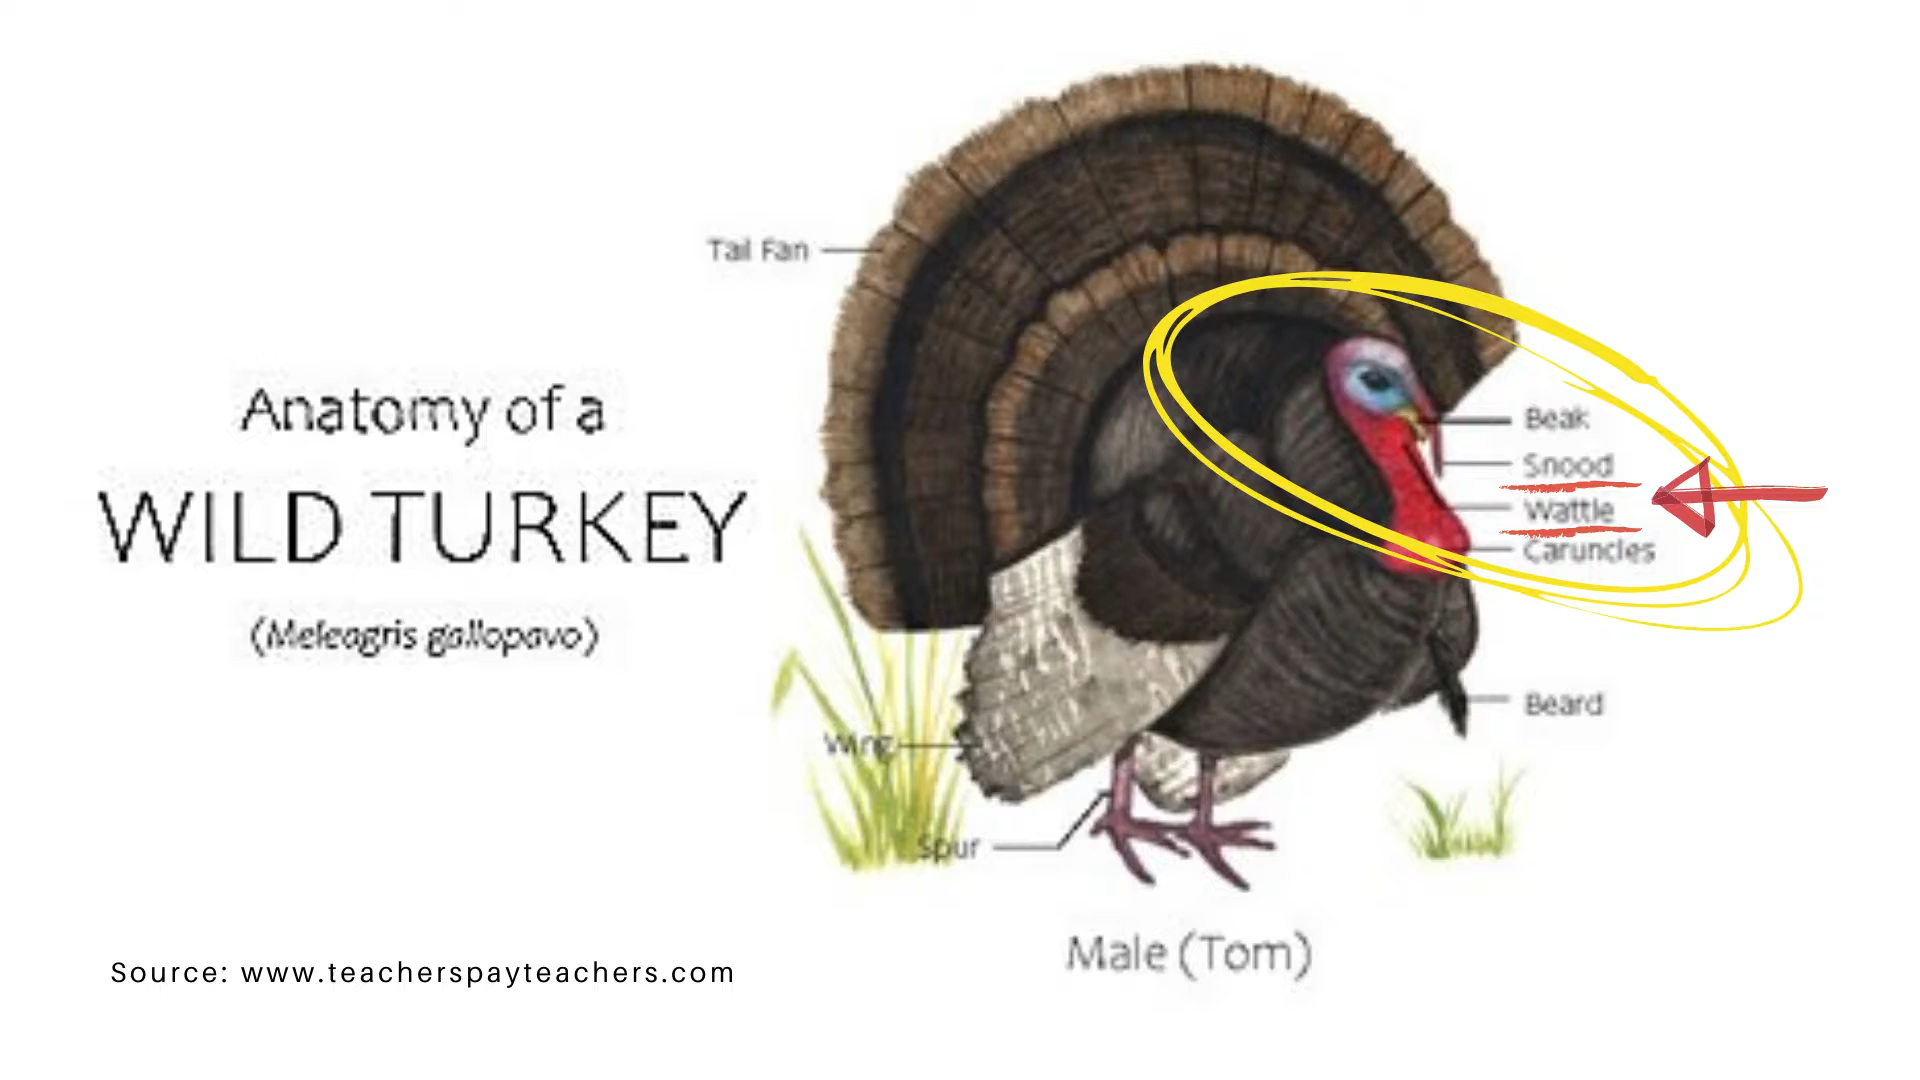 Tail Fan
Anatomy of a
WILD TURKEY
(Meleagris gallopavo)
Beak
Snood
Wattle
Caruncles
Beard
Wing
Spur
Male (Tom)
Source: www.teacherspayteachers.com